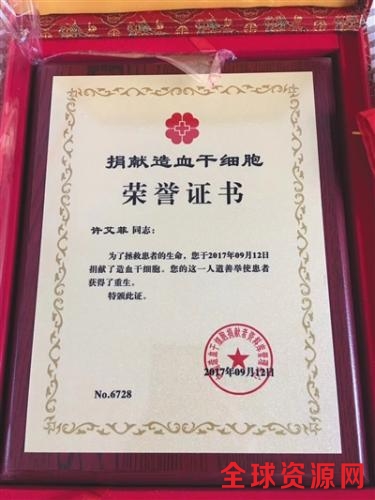 捐献造血干细胞
荣誉证书
许艾菲 同志:
为了拯救患者的生命，您于2017年09月12日
捐献了造血干细胞。您的这一人道善举使患者
获得了重生。
特颁此证。
2017年09月12日
No.6728
全球资源网